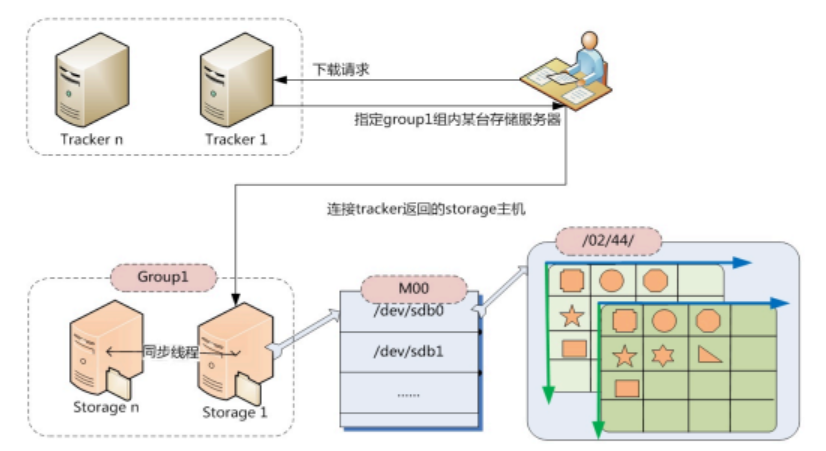 下载请求
Tracker n
Tracker 1
指定group1组内某台存储服务器
连接tracker返回的storage主机
/02/44/
Group1
M00
/dev/sdb0
同步线程
/dev/sdb1
......
Storage n
Storage 1